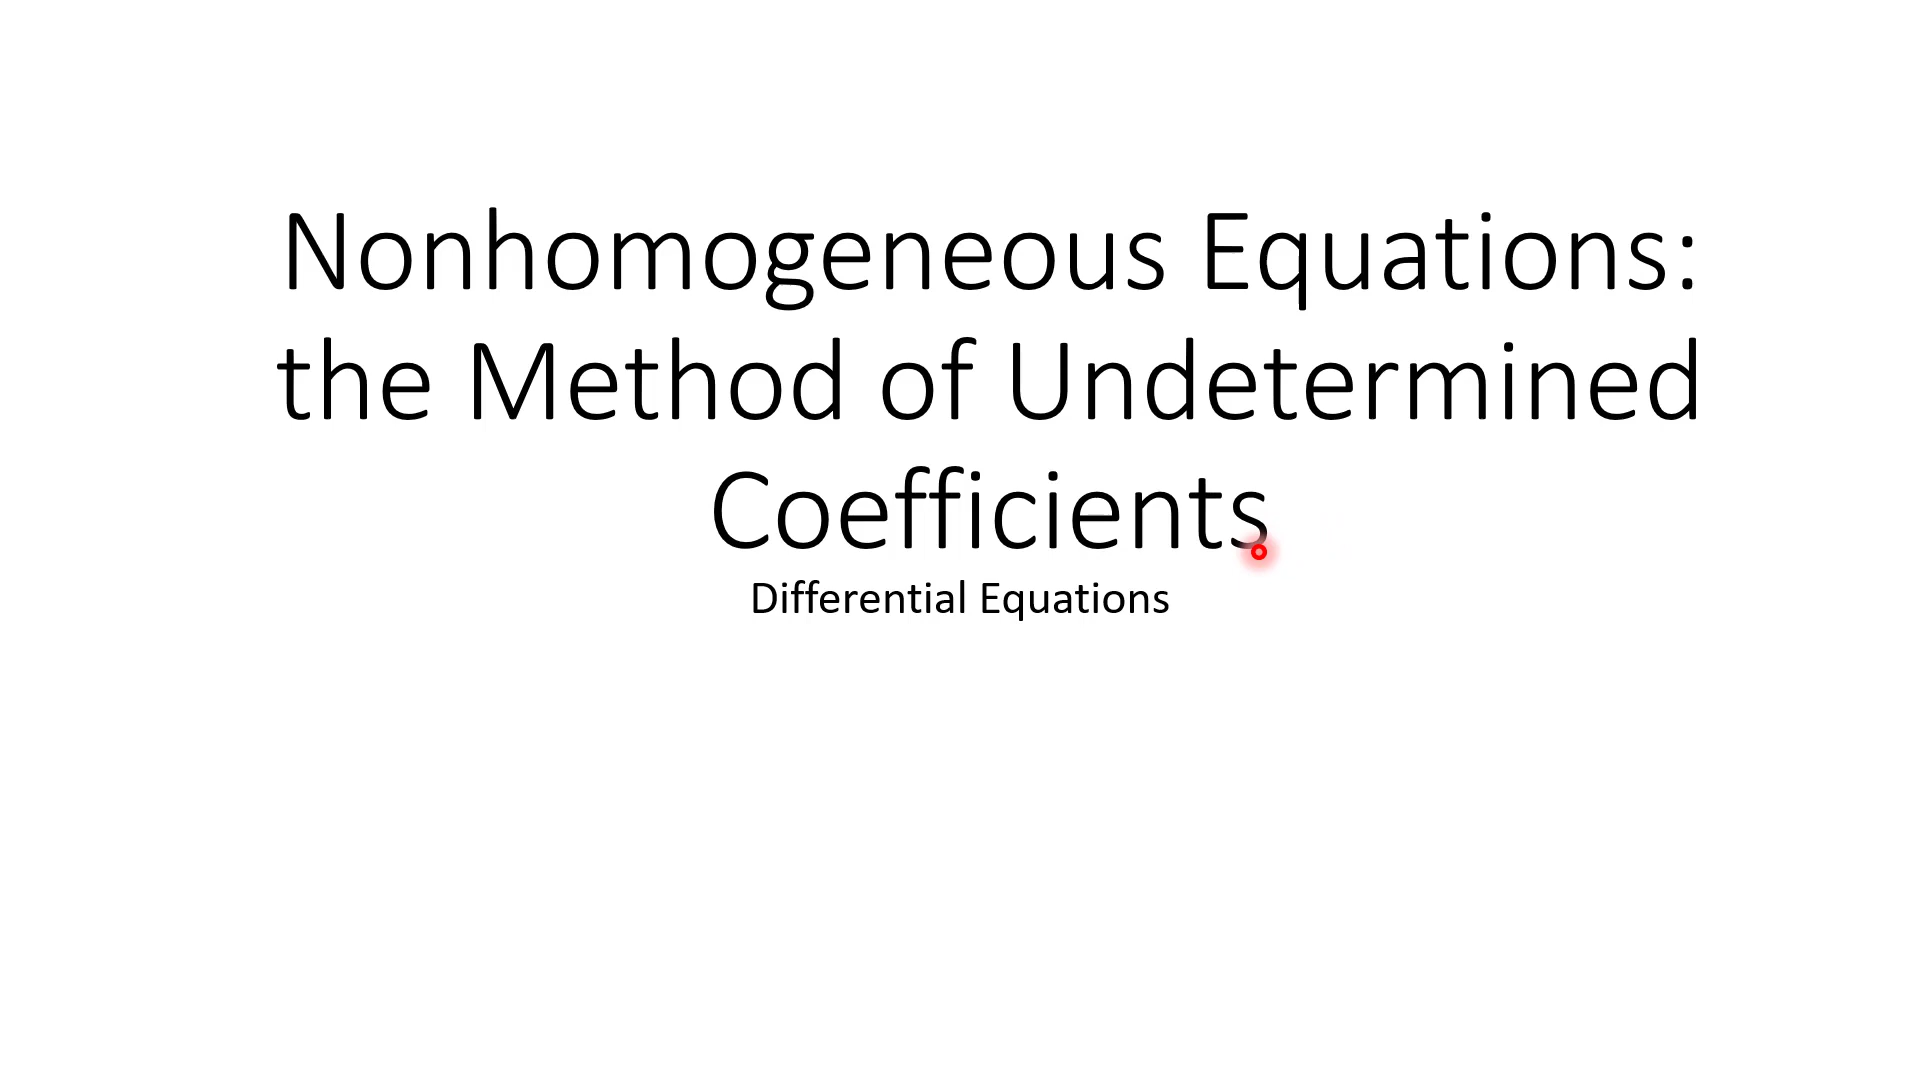 Nonhomogeneous Equations:
the Method of Undetermined
Coefficients
Differential Equations